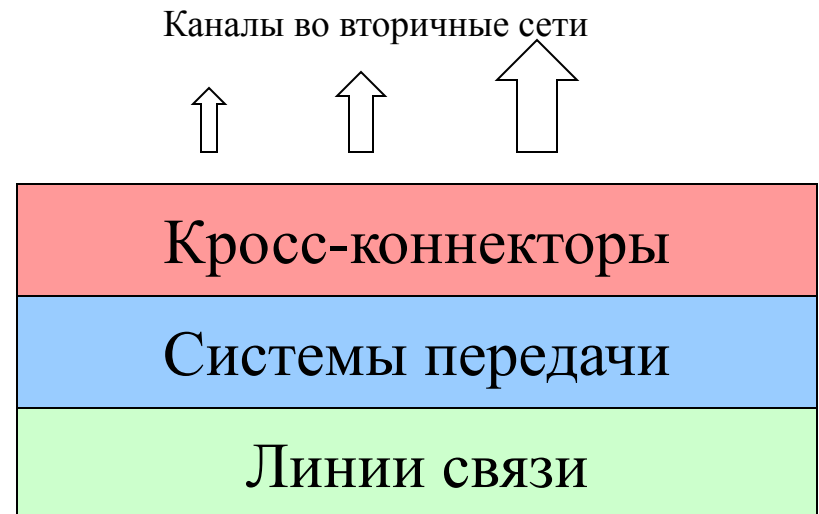 Каналы во вторичные сети
Кросс-коннекторы
Системы передачи
Линии связи